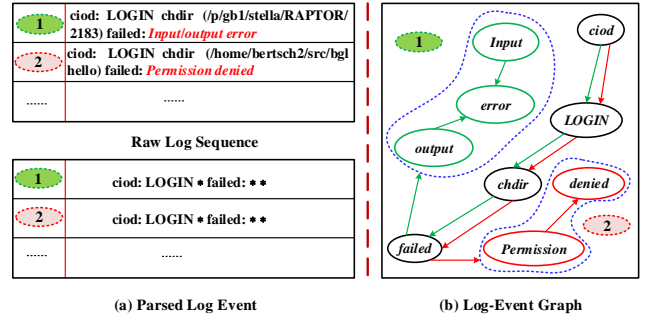 1
ciod: LOGIN chdir (/p/gb1/stella/RAPTOR/
2183) failed: Input/output error
2
ciod: LOGIN chdir (/home/bertsch2/src/bgl
hello) failed: Permission denied
......
......
Raw Log Sequence
1
ciod: LOGIN * failed: * *
2
ciod: LOGIN * failed: * *
......
......
(a) Parsed Log Event
1
Input
ciod
error
LOGIN
output
chdir
denied
2
failed
Permission
(b) Log-Event Graph